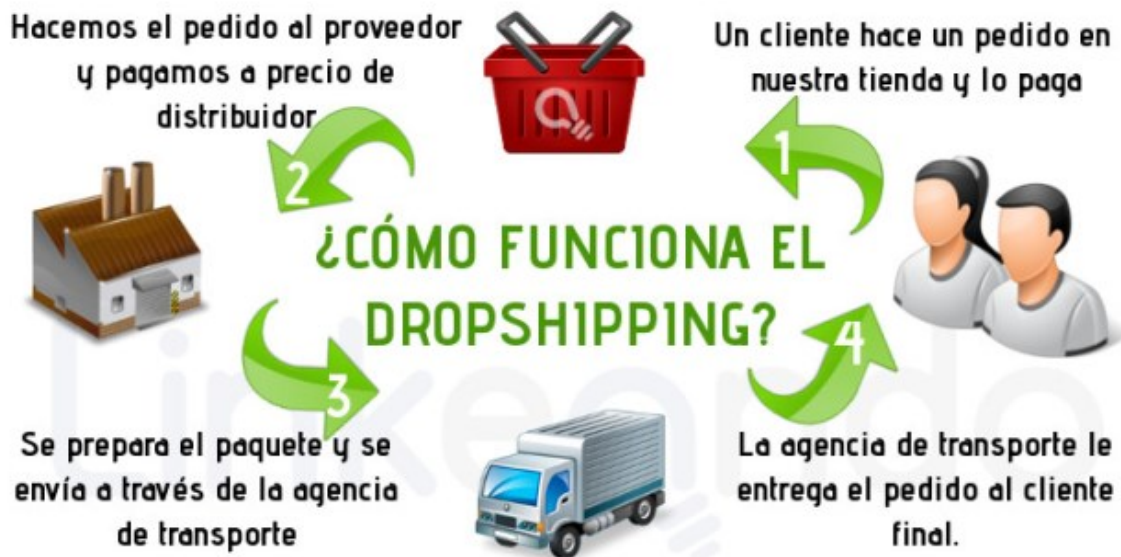 Hacemos el pedido al proveedor
y pagamos a precio de
distribuidor
Un cliente hace un pedido en
nuestra tienda y lo paga
1
2
¿CÓMO FUNCIONA EL
DROPSHIPPING?
3
4
Se prepara el paquete y se
envía a través de la agencia
de transporte
La agencia de transporte le
entrega el pedido al cliente
final.
Linkeando